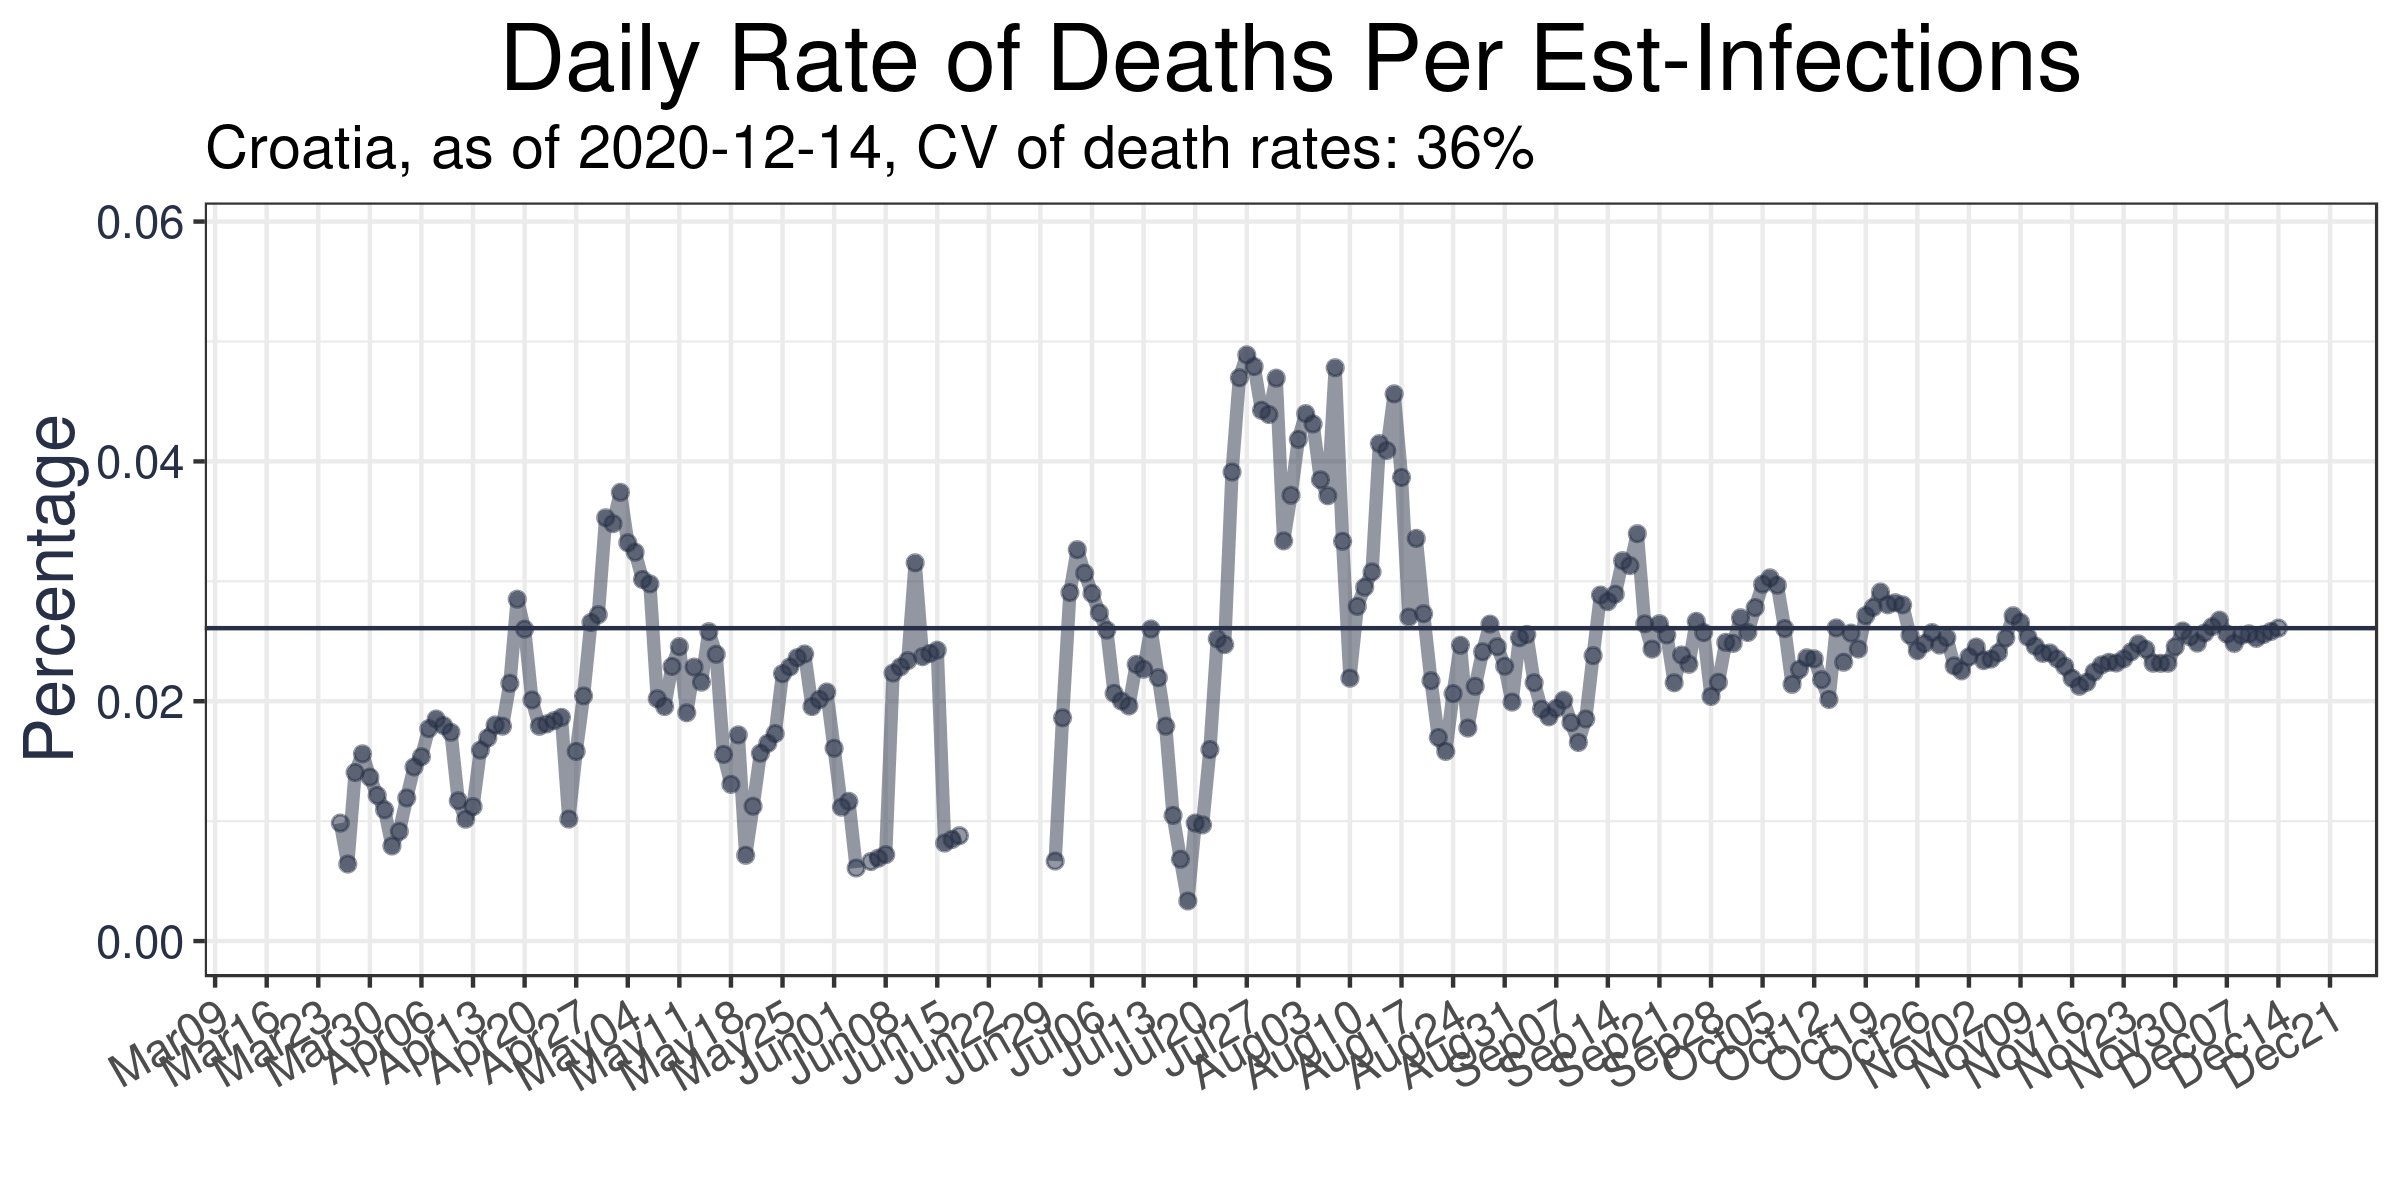 Daily Rate of Deaths Per Est-Infections
Croatia, as of 2020-12-14, CV of death rates: 36%
Percentage
0.06
0.04
0.02
0.00
Mar09
Mar16
Mar23
Mar30
Apr06
Apr13
Apr20
Apr27
May04
May11
May18
May25
Jun01
Jun08
Jun15
Jun22
Jun29
Jul06
Jul13
Jul20
Jul27
Aug03
Aug10
Aug17
Aug24
Aug31
Sep07
Sep14
Sep21
Sep28
Oct05
Oct12
Oct19
Oct26
Nov02
Nov09
Nov16
Nov23
Nov30
Dec07
Dec14
Dec21